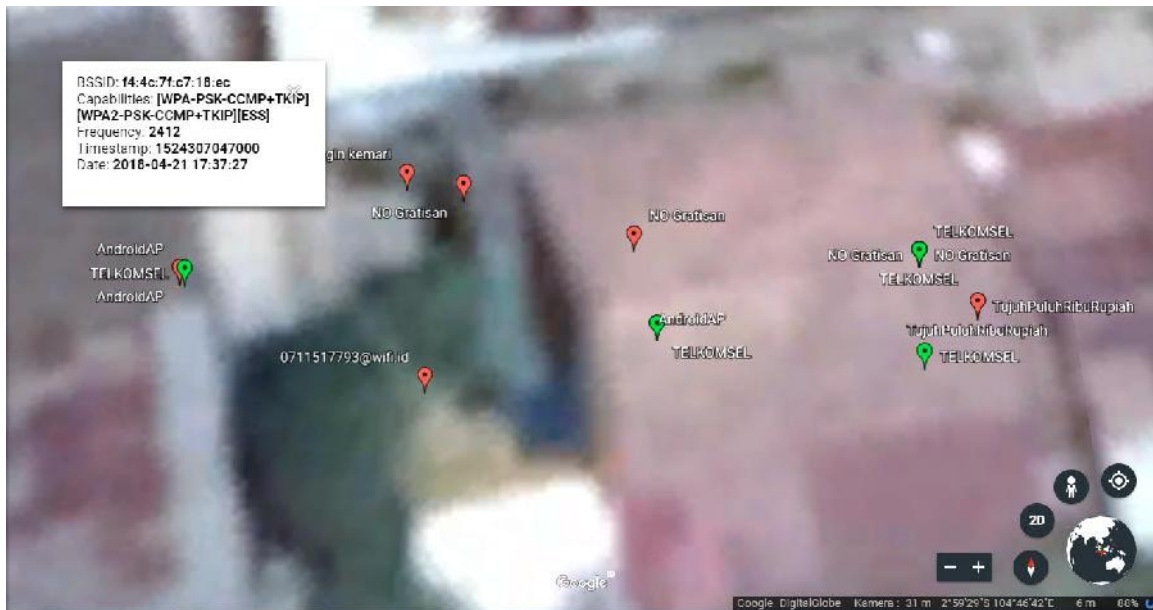 BSSID: f4:4c:7f:c7:18:ec
Capabilities: [WPA-PSK-CCMP+TKIP]
[WPA2-PSK-CCMP+TKIP][ESS]
Frequency: 2412
Timestamp: 1524307047000
Date: 2018-04-21 17:37:27
gin kemari
NO Gratisan
NO Gratisan
AndroidAP
TELKOMSEL
AndroidAP
TELKOMSEL
NO Gratisan
NO Gratisan
TELKOMSEL
TujuhPuluhRibuRupiah
AndroidAP
TujuhPuluhRibuRupiah
TELKOMSEL
TELKOMSEL
0711517793@wifi.id
2D
Google
Google DigitalGlobe Kamera : 31 m 2°59'29"S 104°46'42"E 6 m 88%